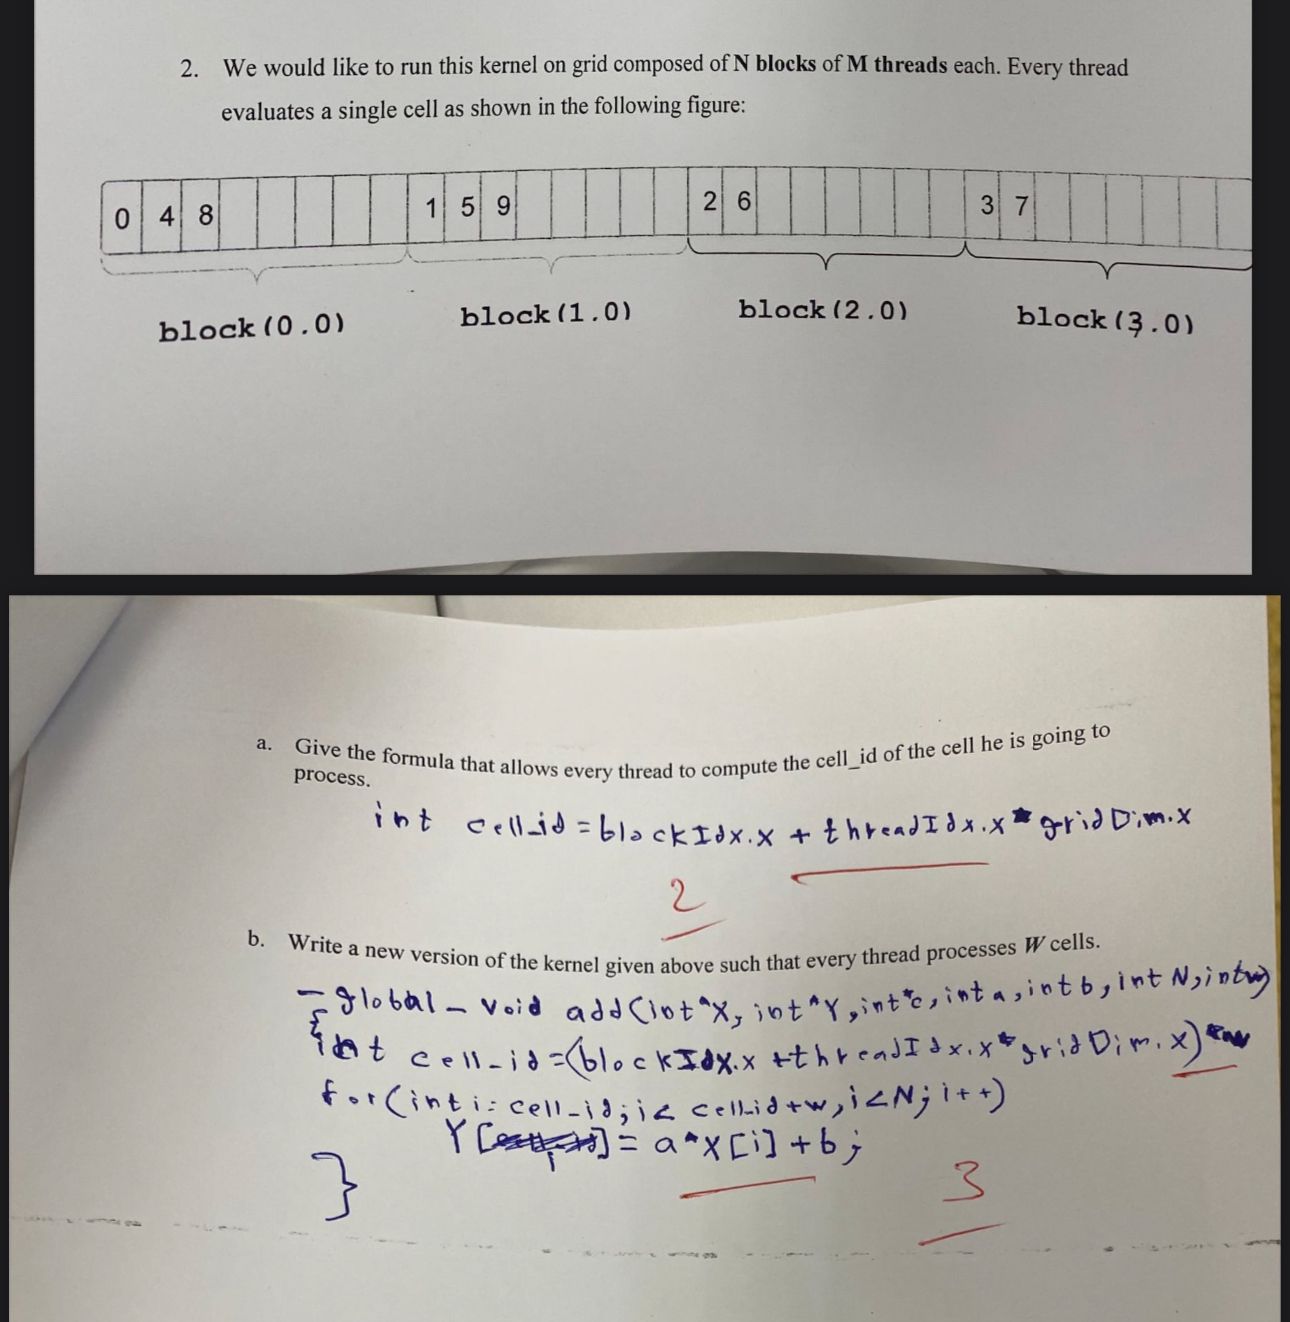 2. We would like to run this kernel on grid composed of N blocks of M threads each. Every thread
evaluates a single cell as shown in the following figure:
0 4 8 1 5 9 2 6 3 7
block(0.0) block(1.0) block(2.0) block(3.0)
a. Give the formula that allows every thread to compute the cell_id of the cell he is going to
process.
int cell_id = blockIdx.x + threadIdx.x * gridDim.x
2
b. Write a new version of the kernel given above such that every thread processes W cells.
_global_ void add(int*X, int*Y, int*c, int a, int b, int N, int w)
{
int cell_id=(blockIdx.x + threadIdx.x*gridDim.x)*w
for(int i=cell_id; i< cell_id+w, i<N; i++)
Y[i]= a*X[i]+b;
3
}